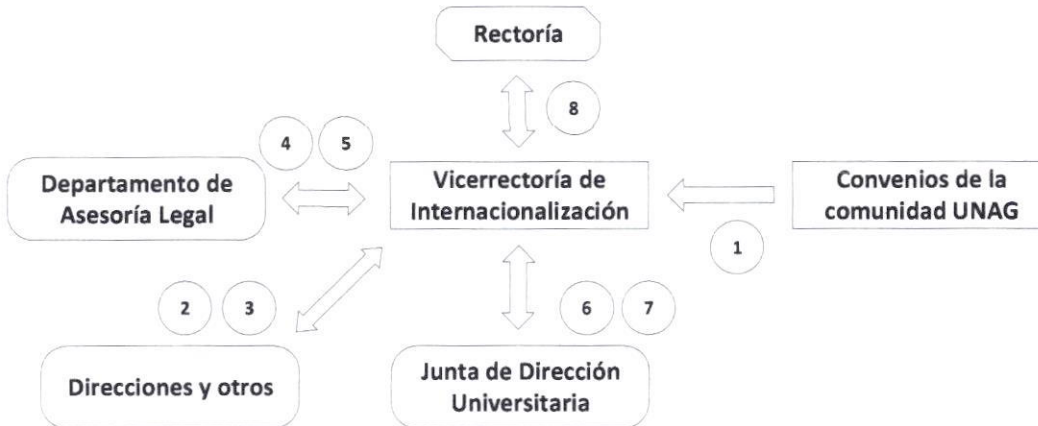 Rectoría
8
4
5
Departamento de
Asesoría Legal
Vicerrectoría de
Internacionalización
Convenios de la
comunidad UNAG
1
2
3
6
7
Direcciones y otros
Junta de Dirección
Universitaria